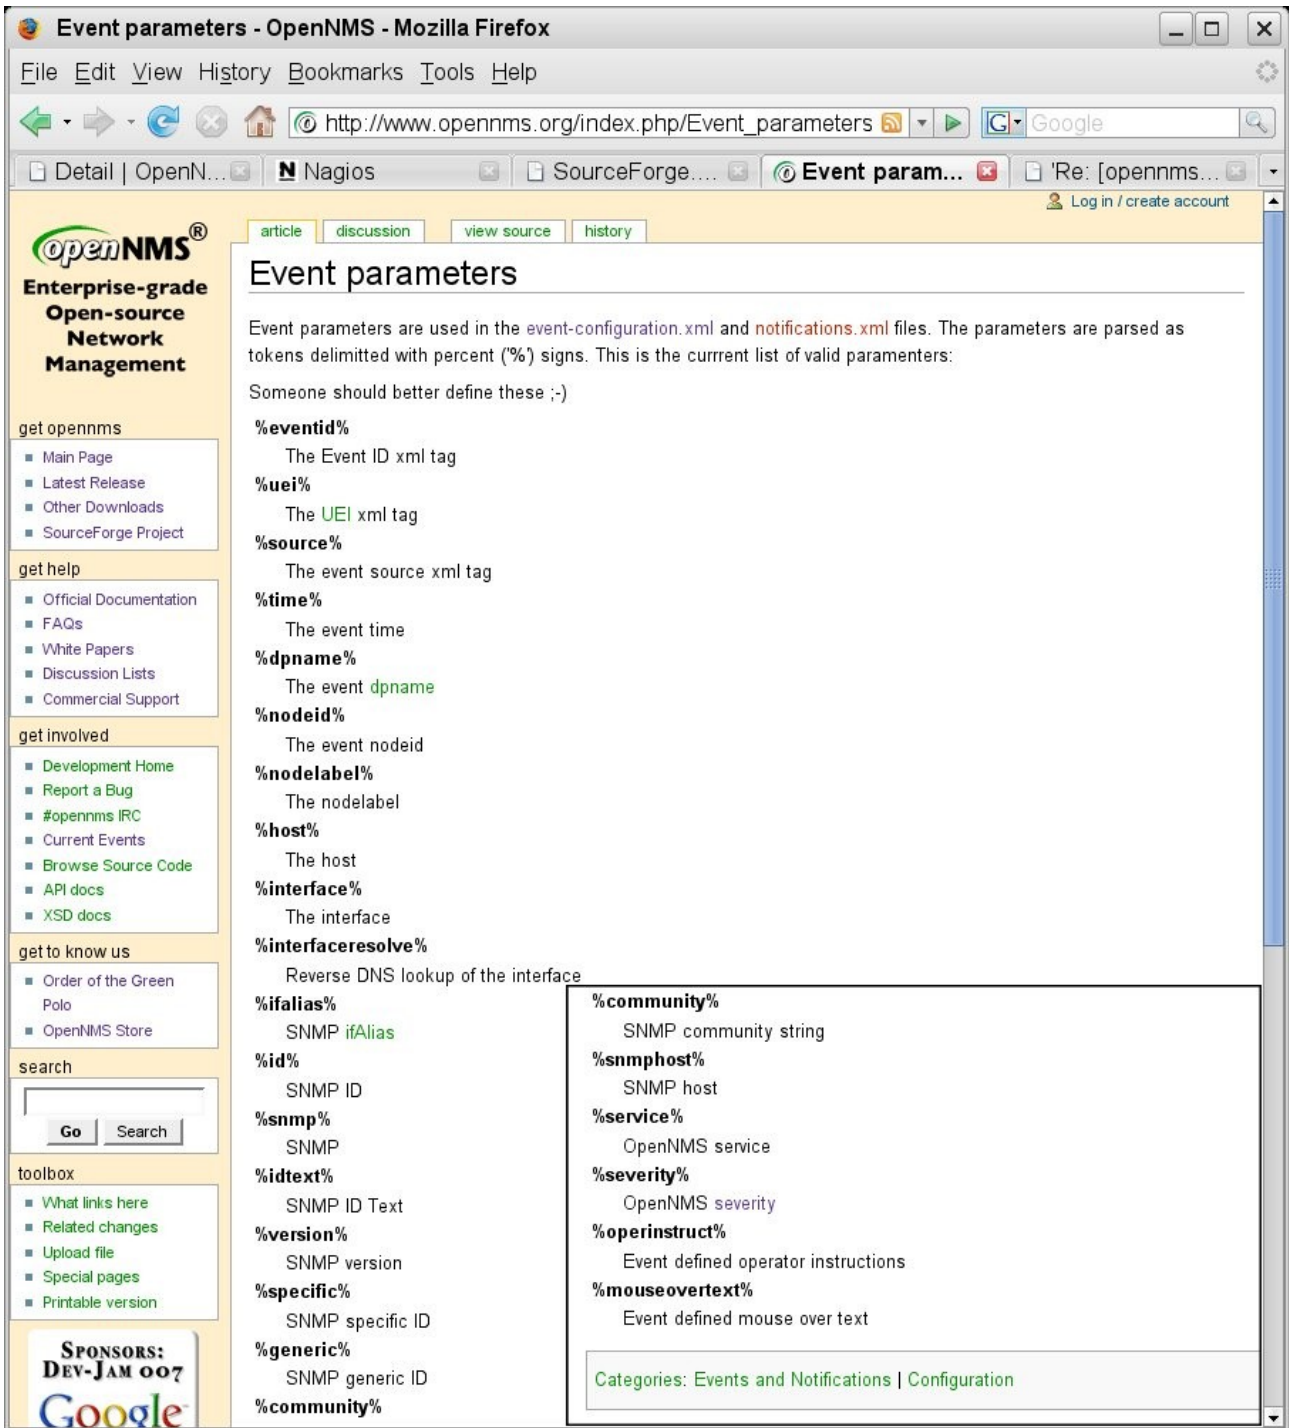 Event parameters - OpenNMS - Mozilla Firefox
File Edit View History Bookmarks Tools Help
http://www.opennms.org/index.php/Event_parameters
G
Google
Detail | OpenN...
N Nagios
SourceForge....
Event param...
'Re: [opennms...
Log in / create account
openNMS®
Enterprise-grade
Open-source
Network
Management
get opennms
Main Page
Latest Release
Other Downloads
SourceForge Project
get help
Official Documentation
FAQs
White Papers
Discussion Lists
Commercial Support
get involved
Development Home
Report a Bug
#opennms IRC
Current Events
Browse Source Code
API docs
XSD docs
get to know us
Order of the Green
Polo
OpenNMS Store
search
Go Search
toolbox
What links here
Related changes
Upload file
Special pages
Printable version
SPONSORS:
DEV-JAM 007
Google
article discussion view source history
Event parameters
Event parameters are used in the event-configuration.xml and notifications.xml files. The parameters are parsed as
tokens delimitted with percent ('%') signs. This is the currrent list of valid paramenters:
Someone should better define these ;-)
%eventid%
The Event ID xml tag
%uei%
The UEI xml tag
%source%
The event source xml tag
%time%
The event time
%dpname%
The event dpname
%nodeid%
The event nodeid
%nodelabel%
The nodelabel
%host%
The host
%interface%
The interface
%interfaceresolve%
Reverse DNS lookup of the interface
%ifalias%
SNMP ifAlias
%id%
SNMP ID
%snmp%
SNMP
%idtext%
SNMP ID Text
%version%
SNMP version
%specific%
SNMP specific ID
%generic%
SNMP generic ID
%community%
%community%
SNMP community string
%snmphost%
SNMP host
%service%
OpenNMS service
%severity%
OpenNMS severity
%operinstruct%
Event defined operator instructions
%mouseovertext%
Event defined mouse over text
Categories: Events and Notifications | Configuration